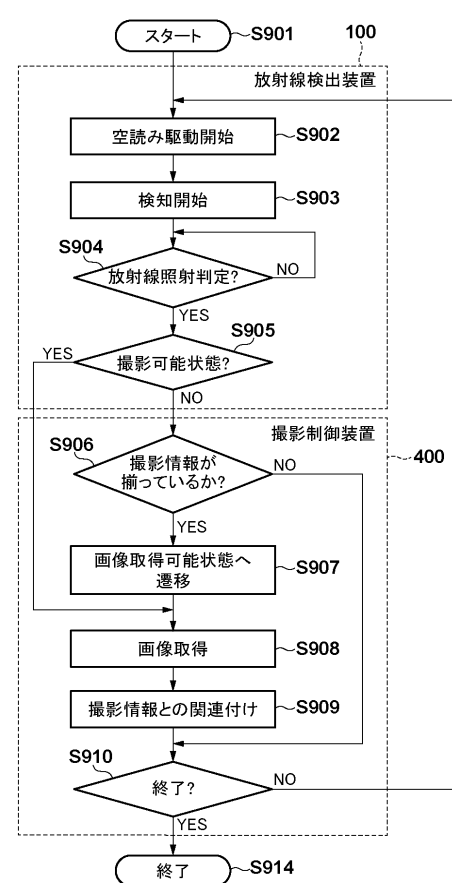 スタート
S901
100
放射線検出装置
空読み駆動開始
S902
検知開始
S903
S904
放射線照射判定?
NO
YES
S905
YES
撮影可能状態?
NO
撮影制御装置
400
S906
撮影情報が
揃っているか?
NO
YES
画像取得可能状態へ
遷移
S907
画像取得
S908
撮影情報との関連付け
S909
S910
終了?
NO
YES
終了
S914